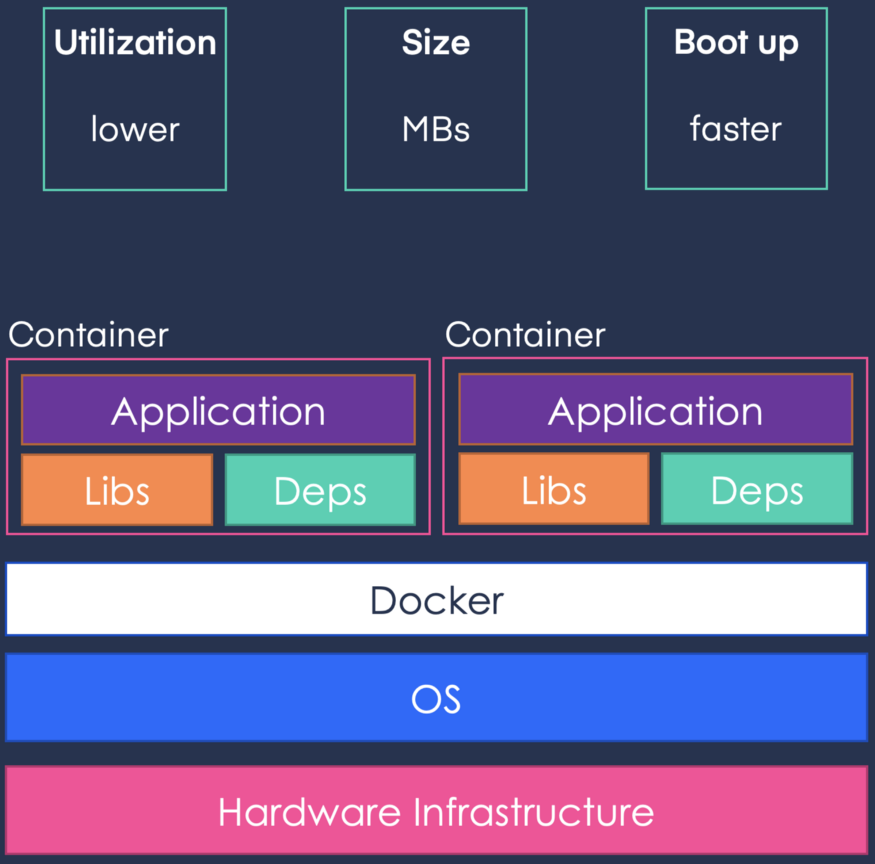 Utilization
lower
Size
MBs
Boot up
faster
Container
Container
Application
Libs
Deps
Application
Libs
Deps
Docker
OS
Hardware Infrastructure